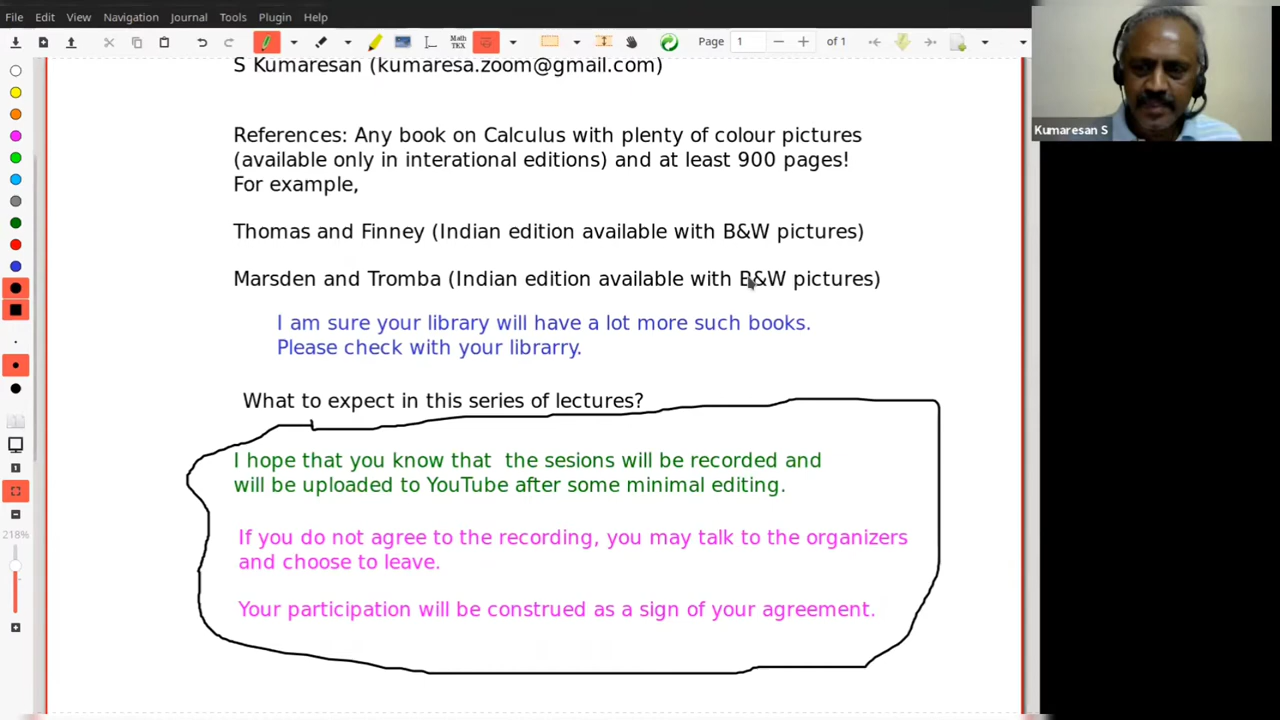 File Edit View Navigation Journal Tools Plugin Help
Math TEX Page 1 of 1
S Kumaresan (kumaresa.zoom@gmail.com)
References: Any book on Calculus with plenty of colour pictures
(available only in interational editions) and at least 900 pages!
For example,
Thomas and Finney (Indian edition available with B&W pictures)
Marsden and Tromba (Indian edition available with B&W pictures)
I am sure your library will have a lot more such books.
Please check with your librarry.
What to expect in this series of lectures?
I hope that you know that the sesions will be recorded and
will be uploaded to YouTube after some minimal editing.
If you do not agree to the recording, you may talk to the organizers
and choose to leave.
Your participation will be construed as a sign of your agreement.
218%
Kumaresan S